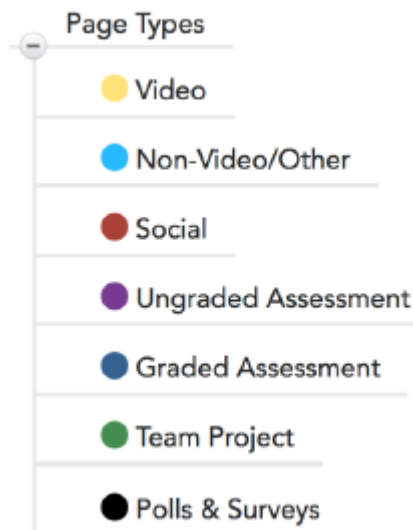 Page Types
Video
Non-Video/Other
Social
Ungraded Assessment
Graded Assessment
Team Project
Polls & Surveys